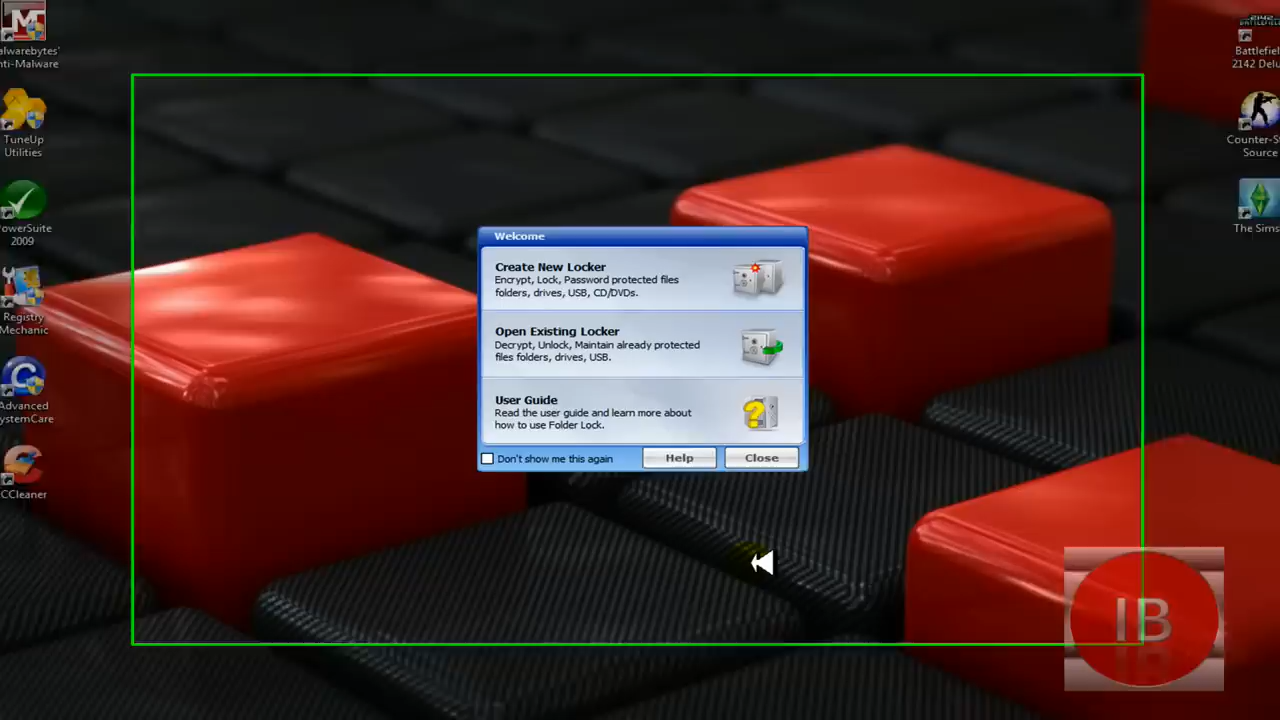 alwarebytes'
nti-Malware
TuneUp
Utilities
PowerSuite
2009
Registry
Mechanic
Advanced
ystemCare
CCleaner
Welcome
Create New Locker
Encrypt, Lock, Password protected files
folders, drives, USB, CD/DVDs.
Open Existing Locker
Decrypt, Unlock, Maintain already protected
files folders, drives, USB.
User Guide
Read the user guide and learn more about
how to use Folder Lock.
Don't show me this again
Help
Close
2142
Battlefiel
2142 Delu
Counter-St
Source
The Sims
IB